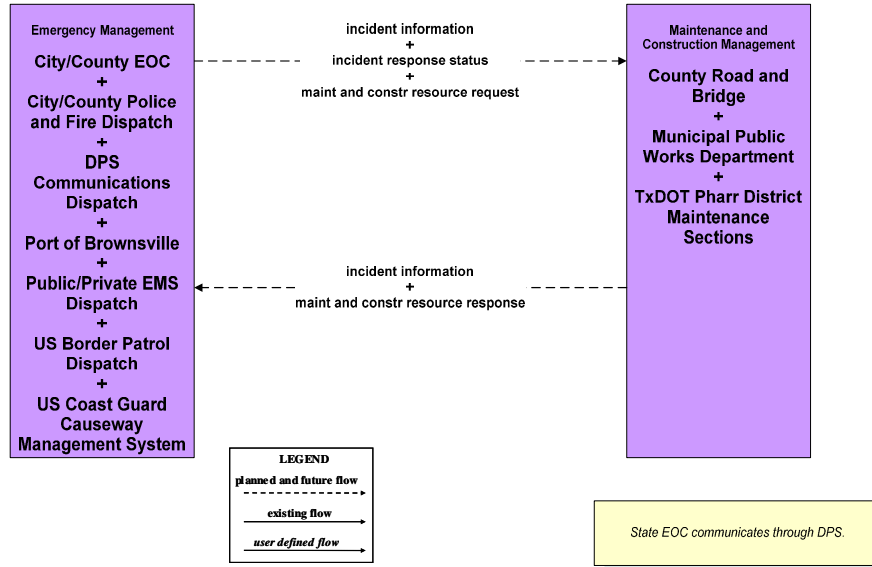 Emergency Management
City/County EOC
+
City/County Police
and Fire Dispatch
+
DPS
Communications
Dispatch
+
Port of Brownsville
+
Public/Private EMS
Dispatch
+
US Border Patrol
Dispatch
+
US Coast Guard
Causeway
Management System
incident information
+
incident response status
+
maint and constr resource request
incident information
+
maint and constr resource response
Maintenance and
Construction Management
County Road and
Bridge
+
Municipal Public
Works Department
+
TxDOT Pharr District
Maintenance
Sections
LEGEND
planned and future flow
existing flow
user defined flow
State EOC communicates through DPS.